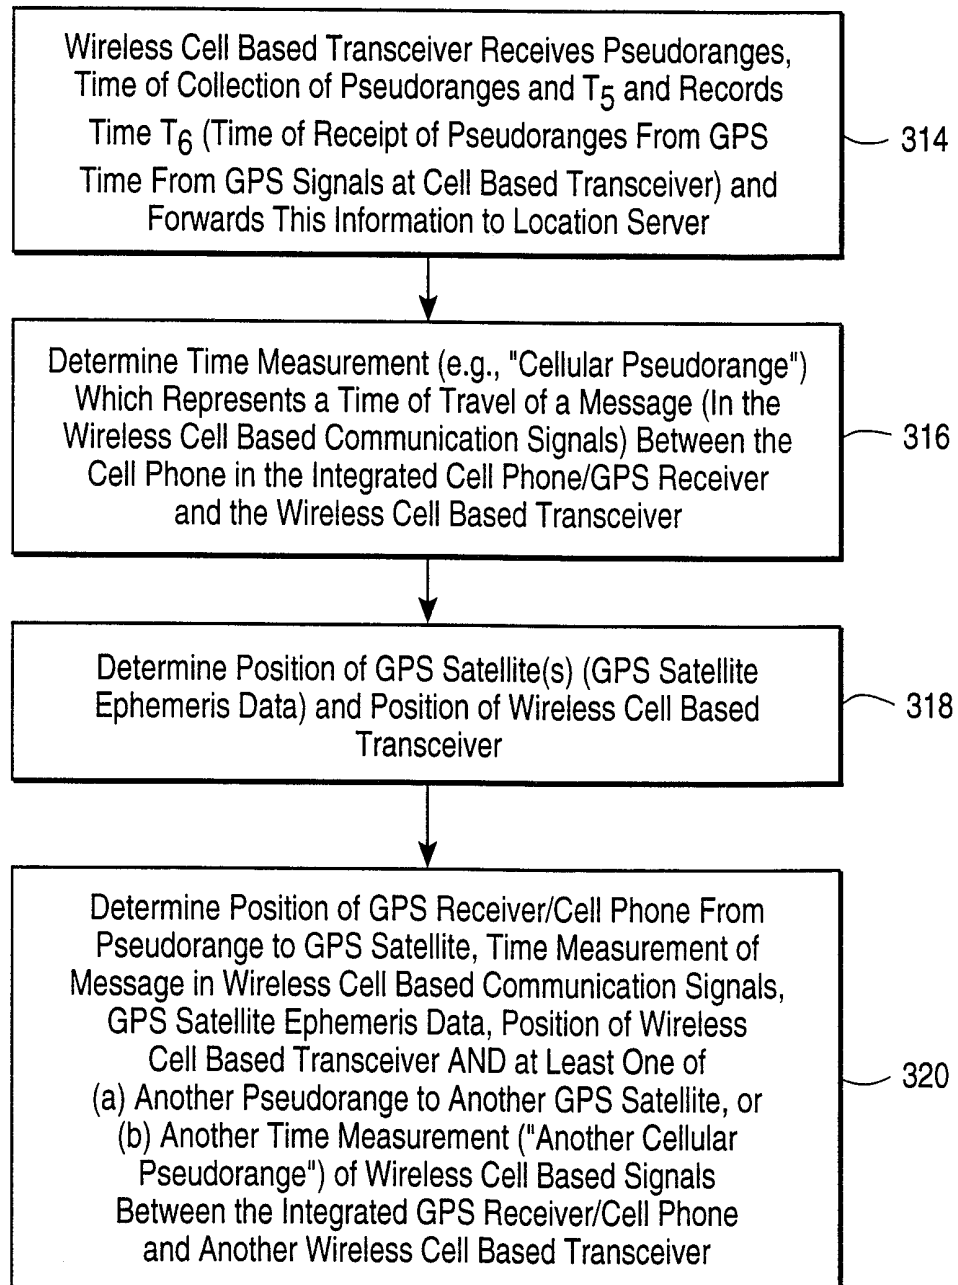 Wireless Cell Based Transceiver Receives Pseudoranges,
Time of Collection of Pseudoranges and T5 and Records
Time T6 (Time of Receipt of Pseudoranges From GPS
Time From GPS Signals at Cell Based Transceiver) and
Forwards This Information to Location Server
314
Determine Time Measurement (e.g., "Cellular Pseudorange")
Which Represents a Time of Travel of a Message (In the
Wireless Cell Based Communication Signals) Between the
Cell Phone in the Integrated Cell Phone/GPS Receiver
and the Wireless Cell Based Transceiver
316
Determine Position of GPS Satellite(s) (GPS Satellite
Ephemeris Data) and Position of Wireless Cell Based
Transceiver
318
Determine Position of GPS Receiver/Cell Phone From
Pseudorange to GPS Satellite, Time Measurement of
Message in Wireless Cell Based Communication Signals,
GPS Satellite Ephemeris Data, Position of Wireless
Cell Based Transceiver AND at Least One of
(a) Another Pseudorange to Another GPS Satellite, or
(b) Another Time Measurement ("Another Cellular
Pseudorange") of Wireless Cell Based Signals
Between the Integrated GPS Receiver/Cell Phone
and Another Wireless Cell Based Transceiver
320